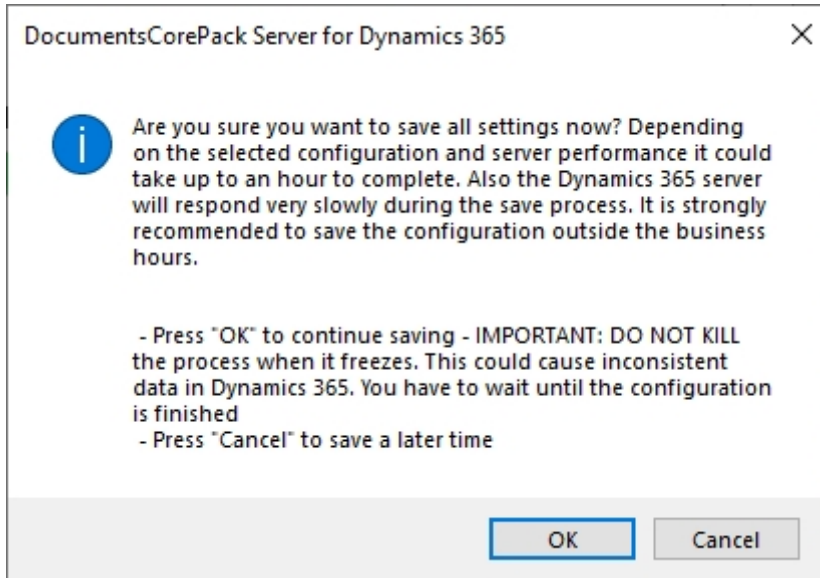 DocumentsCorePack Server for Dynamics 365
Are you sure you want to save all settings now? Depending
on the selected configuration and server performance it could
take up to an hour to complete. Also the Dynamics 365 server
will respond very slowly during the save process. It is strongly
recommended to save the configuration outside the business
hours.
- Press "OK" to continue saving - IMPORTANT: DO NOT KILL
the process when it freezes. This could cause inconsistent
data in Dynamics 365. You have to wait until the configuration
is finished
- Press "Cancel" to save a later time
OK
Cancel